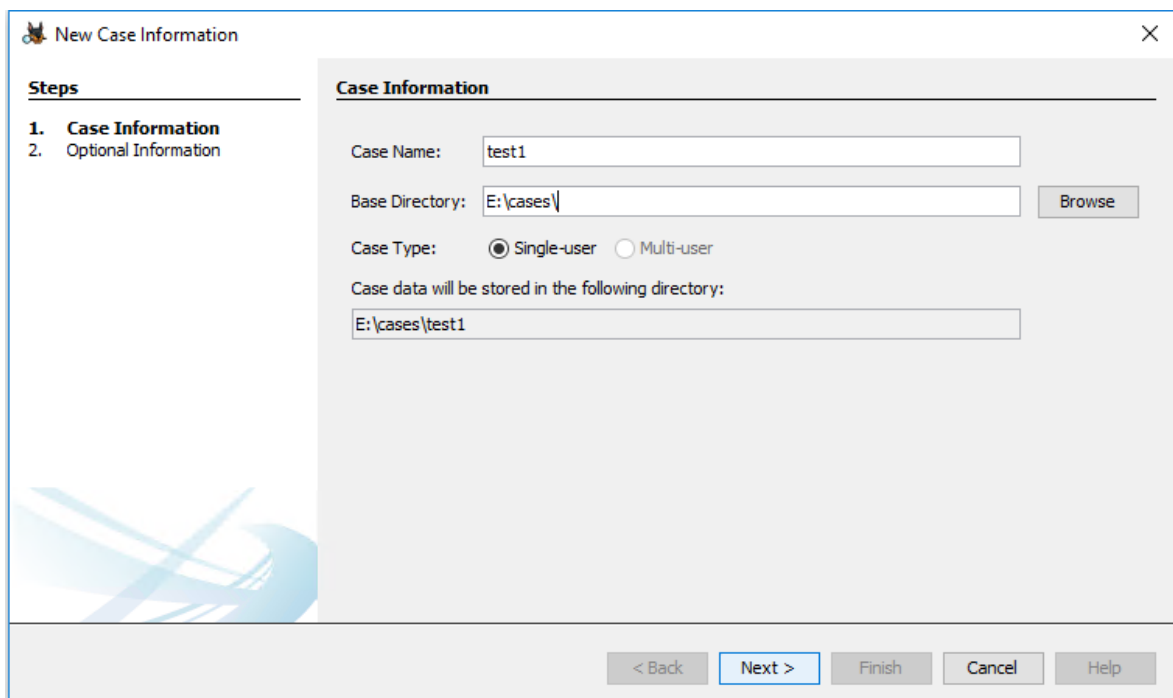 New Case Information
Steps
1. Case Information
2. Optional Information
Case Information
Case Name: test1
Base Directory: E:\cases\ Browse
Case Type: Single-user Multi-user
Case data will be stored in the following directory:
E:\cases\test1
< Back Next > Finish Cancel Help